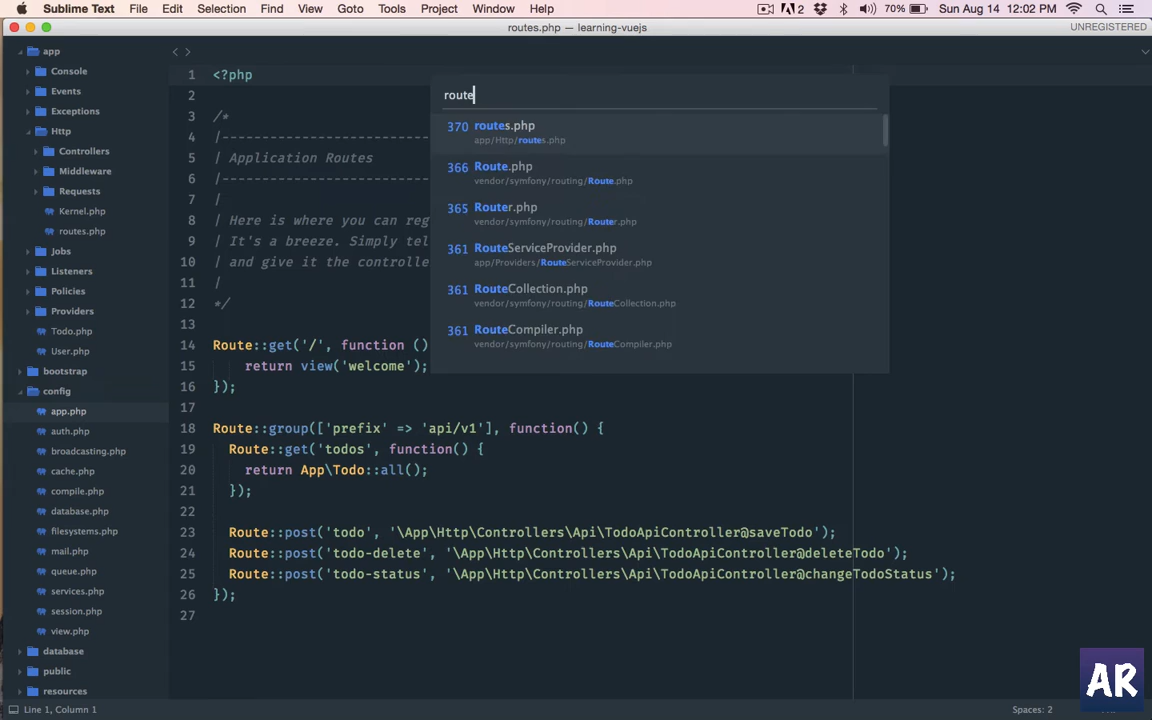 Sublime Text File Edit Selection Find View Goto Tools Project Window Help 2 70% Sun Aug 14 12:02 PM
routes.php — learning-vuejs UNREGISTERED
app
Console
Events
Exceptions
Http
Controllers
Middleware
Requests
Kernel.php
routes.php
Jobs
Listeners
Policies
Providers
Todo.php
User.php
bootstrap
config
app.php
auth.php
broadcasting.php
cache.php
compile.php
database.php
filesystems.php
mail.php
queue.php
services.php
session.php
view.php
database
public
resources
1 <?php
2
3 /*
4 |-----------------------------
5 | Application Routes
6 |-----------------------------
7 |
8 | Here is where you can reg
9 | It's a breeze. Simply tel
10 | and give it the controlle
11 |
12 */
13
14 Route::get('/', function ()
15 return view('welcome');
16 });
17
18 Route::group(['prefix' => 'api/v1'], function() {
19 Route::get('todos', function() {
20 return App\Todo::all();
21 });
22
23 Route::post('todo', '\App\Http\Controllers\Api\TodoApiController@saveTodo');
24 Route::post('todo-delete', '\App\Http\Controllers\Api\TodoApiController@deleteTodo');
25 Route::post('todo-status', '\App\Http\Controllers\Api\TodoApiController@changeTodoStatus');
26 });
27
route
370 routes.php
app/Http/routes.php
366 Route.php
vendor/symfony/routing/Route.php
365 Router.php
vendor/symfony/routing/Router.php
361 RouteServiceProvider.php
app/Providers/RouteServiceProvider.php
361 RouteCollection.php
vendor/symfony/routing/RouteCollection.php
361 RouteCompiler.php
vendor/symfony/routing/RouteCompiler.php
AR
Line 1, Column 1 Spaces: 2